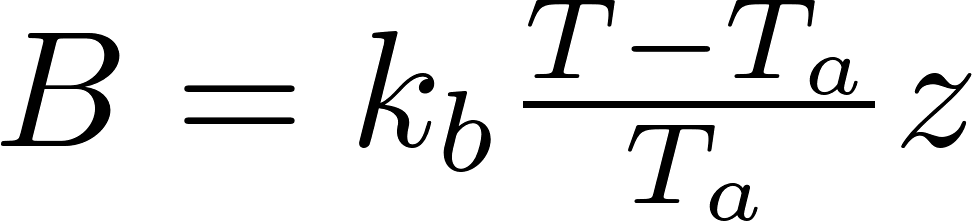 B = k_b \frac{T - T_a}{T_a} z